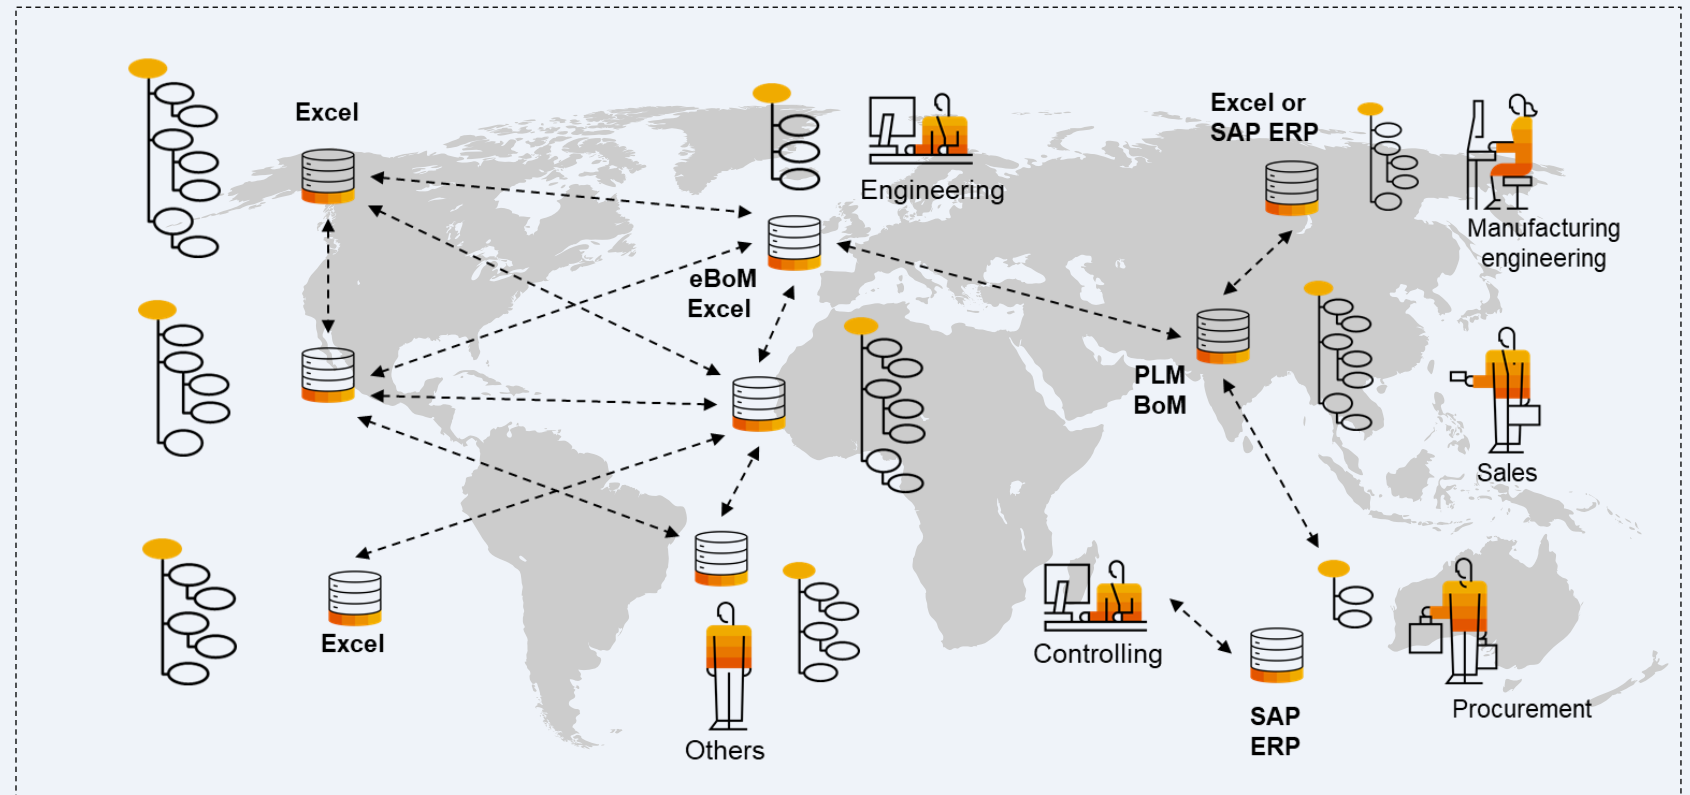 Excel
Engineering
Excel or
SAP ERP
Manufacturing
engineering
eBoM
Excel
PLM
BoM
Sales
Excel
Others
Controlling
SAP
ERP
Procurement